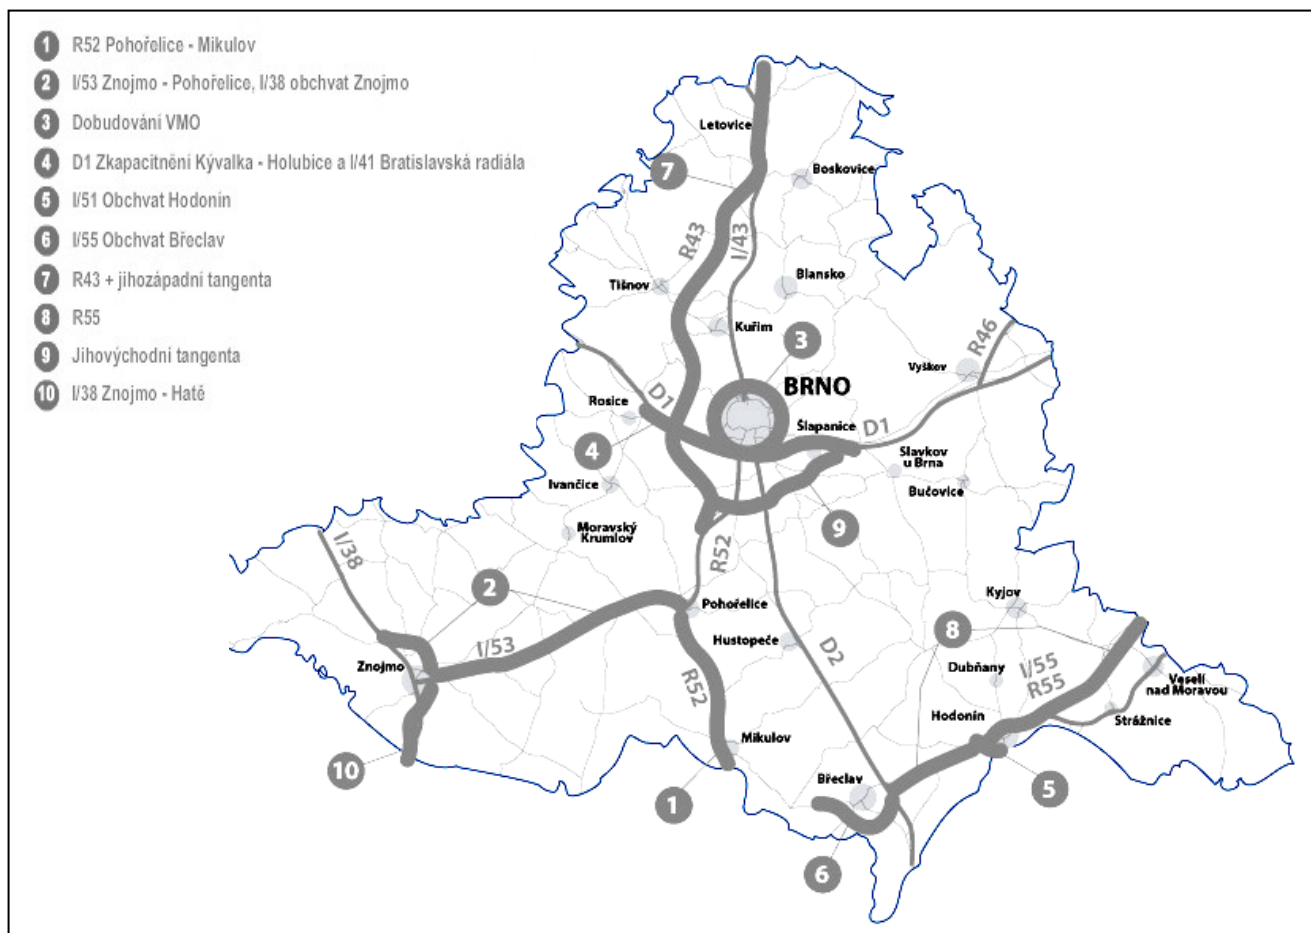 1 R52 Pohořelice - Mikulov
2 I/53 Znojmo - Pohořelice, I/38 obchvat Znojmo
3 Dobudování VMO
4 D1 Zkapacitnění Kývalka - Holubice a I/41 Bratislavská radiála
5 I/51 Obchvat Hodonín
6 I/55 Obchvat Břeclav
7 R43 + jihozápadní tangenta
8 R55
9 Jihovýchodní tangenta
10 I/38 Znojmo - Hatě
Letovice
7
Boskovice
R43
I/43
Tišnov
Blansko
Kuřim
3
R46
Vyškov
BRNO
Rosice
D1
Šlapanice
D1
4
Slavkov
u Brna
Ivančice
Bučovice
9
Moravský
Krumlov
I/38
R52
2
Pohořelice
Kyjov
8
Hustopeče
D2
I/53
Znojmo
Dubňany
I/55
R55
Veselí
nad Moravou
R52
Hodonín
Strážnice
Mikulov
10
1
Břeclav
5
6